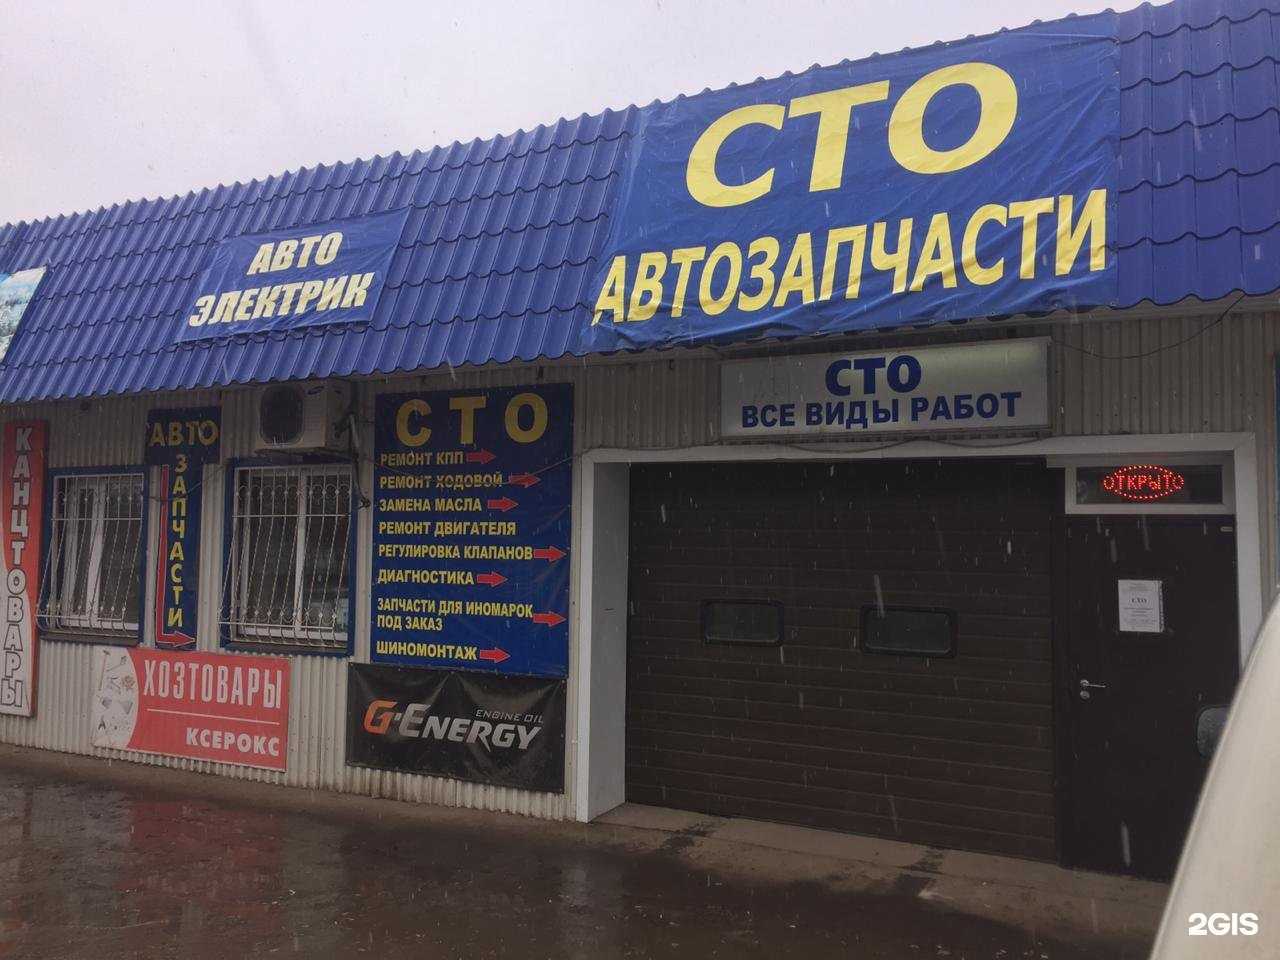 СТО
АВТОЗАПЧАСТИ
АВТО
ЭЛЕКТРИК
СТО
ВСЕ ВИДЫ РАБОТ
ОТКРЫТО
КАНЦТОВАРЫ
АВТО
ЗАПЧАСТИ
СТО
РЕМОНТ КПП
РЕМОНТ ХОДОВОЙ
ЗАМЕНА МАСЛА
РЕМОНТ ДВИГАТЕЛЯ
РЕГУЛИРОВКА КЛАПАНОВ
ДИАГНОСТИКА
ЗАПЧАСТИ ДЛЯ ИНОМАРОК
ПОД ЗАКАЗ
ШИНОМОНТАЖ
ХОЗТОВАРЫ
КСЕРОКС
ENGINE OIL
G-ENERGY
СТО
2GIS